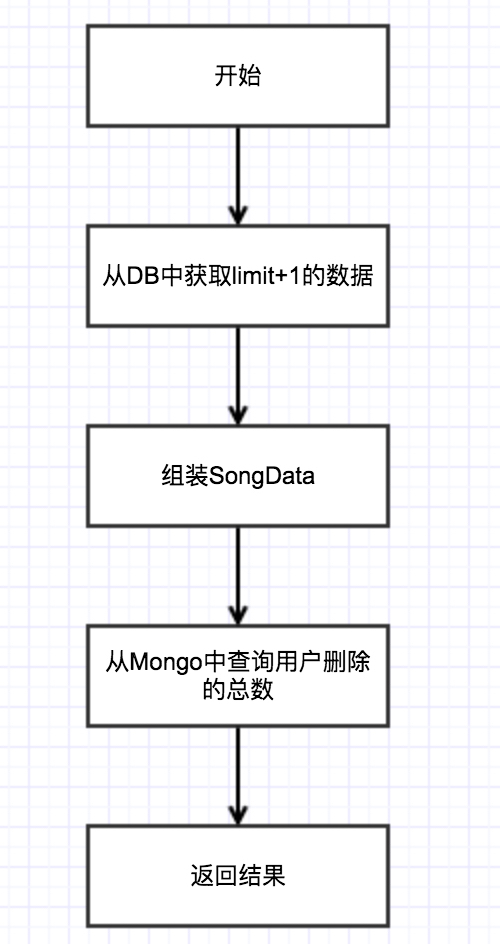 开始
从DB中获取limit+1的数据
组装SongData
从Mongo中查询用户删除
的总数
返回结果